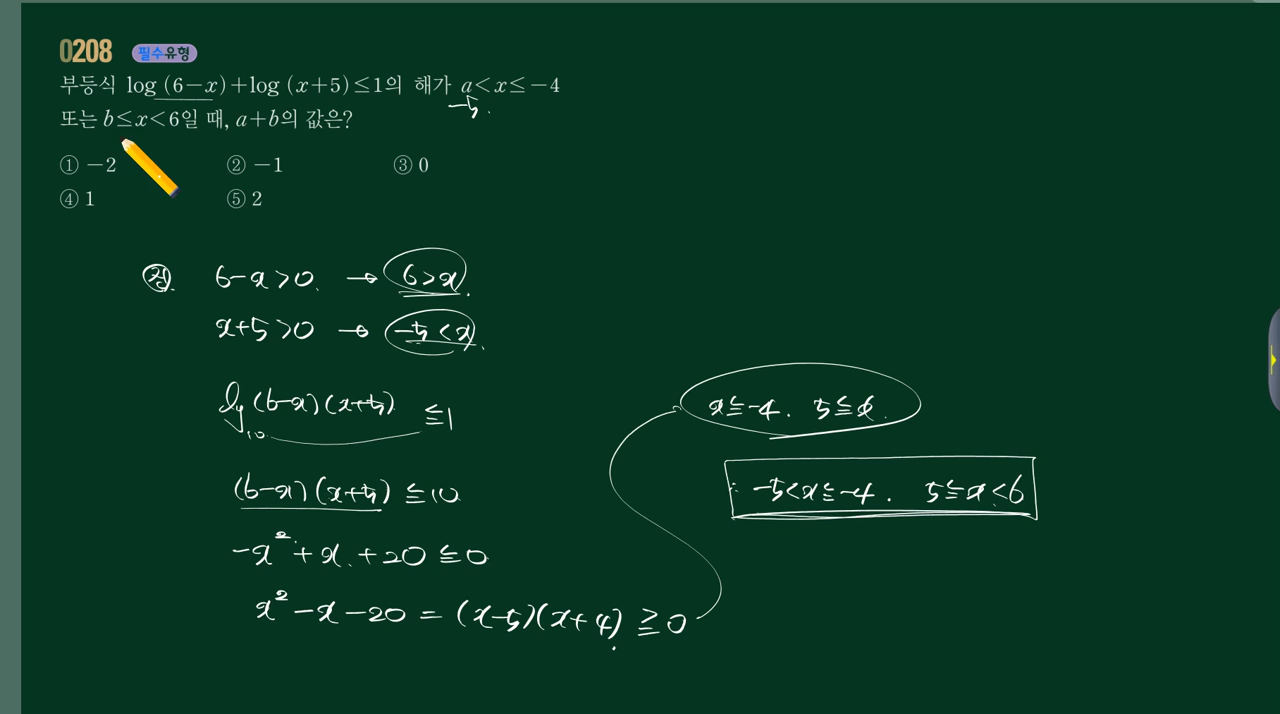 0208 필수유형
부등식 log (6−x)+log (x+5)≤1의 해가 a<x≤−4
−5.
또는 b≤x<6일 때, a+b의 값은?
① −2 ② −1 ③ 0
④ 1 ⑤ 2
6−x>0. → 6>x.
x+5>0 → −5<x.
log₁₀(6−x)(x+5) ≦1
x≦−4. 5≦x.
(6−x)(x+5)≦10.
∴ −5<x≦−4. 5≦x<6
−x²+x+20≦0.
x²−x−20=(x−5)(x+4)≧0